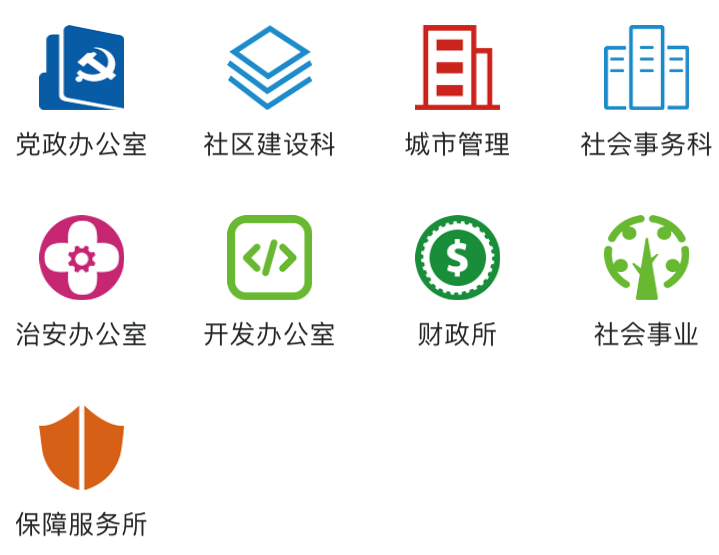 党政办公室
社区建设科
城市管理
社会事务科
治安办公室
开发办公室
财政所
社会事业
保障服务所